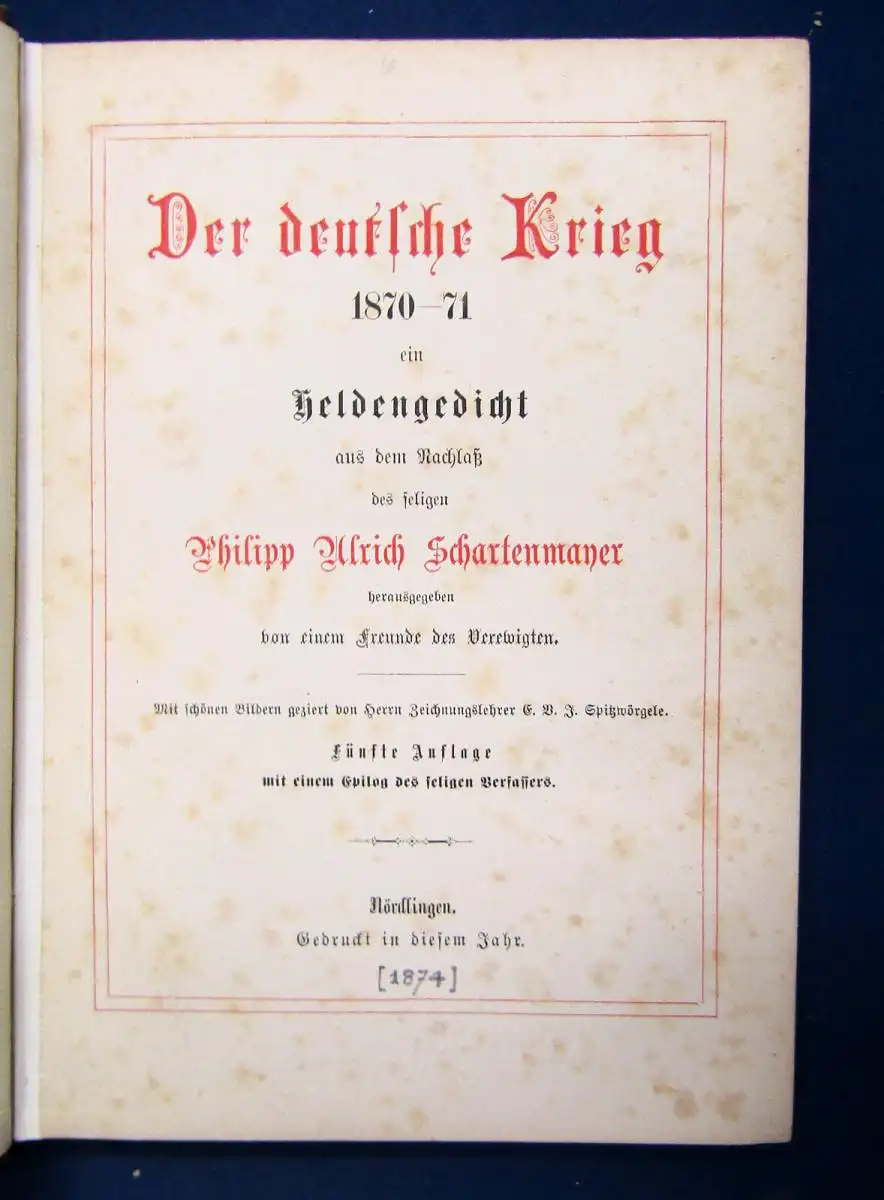 Der deutſche Krieg
1870–71
ein
Heldengedicht
aus dem Nachlaß
des ſeligen
Philipp Ulrich Schartenmayer
herausgegeben
von einem Freunde des Verewigten.
Mit ſchönen Bildern geziert von Herrn Zeichnungslehrer E. V. J. Spitzwörgele.
Fünfte Auflage
mit einem Epilog des ſeligen Verfaſſers.
Nördlingen.
Gedruckt in dieſem Jahr.
[1874]